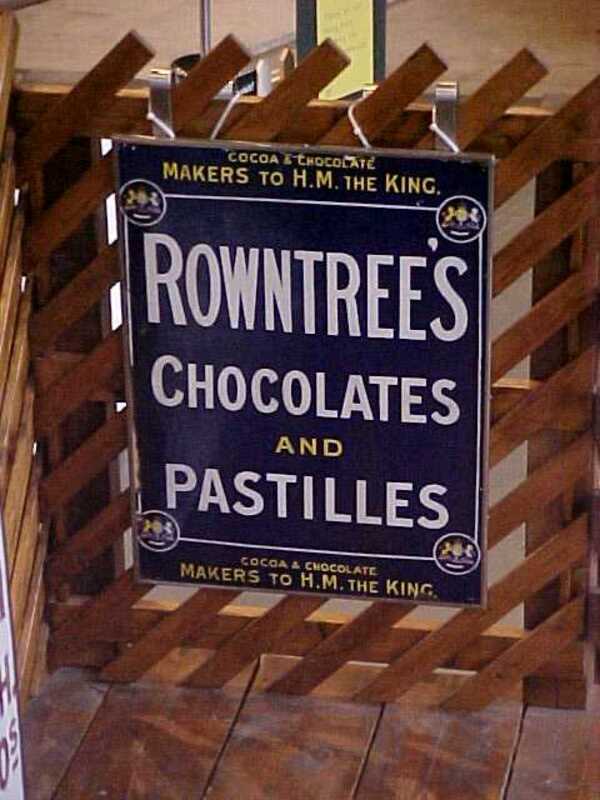 COCOA & CHOCOLATE
MAKERS TO H.M. THE KING.
ROWNTREE'S
CHOCOLATES
AND
PASTILLES
COCOA & CHOCOLATE
MAKERS TO H.M. THE KING.